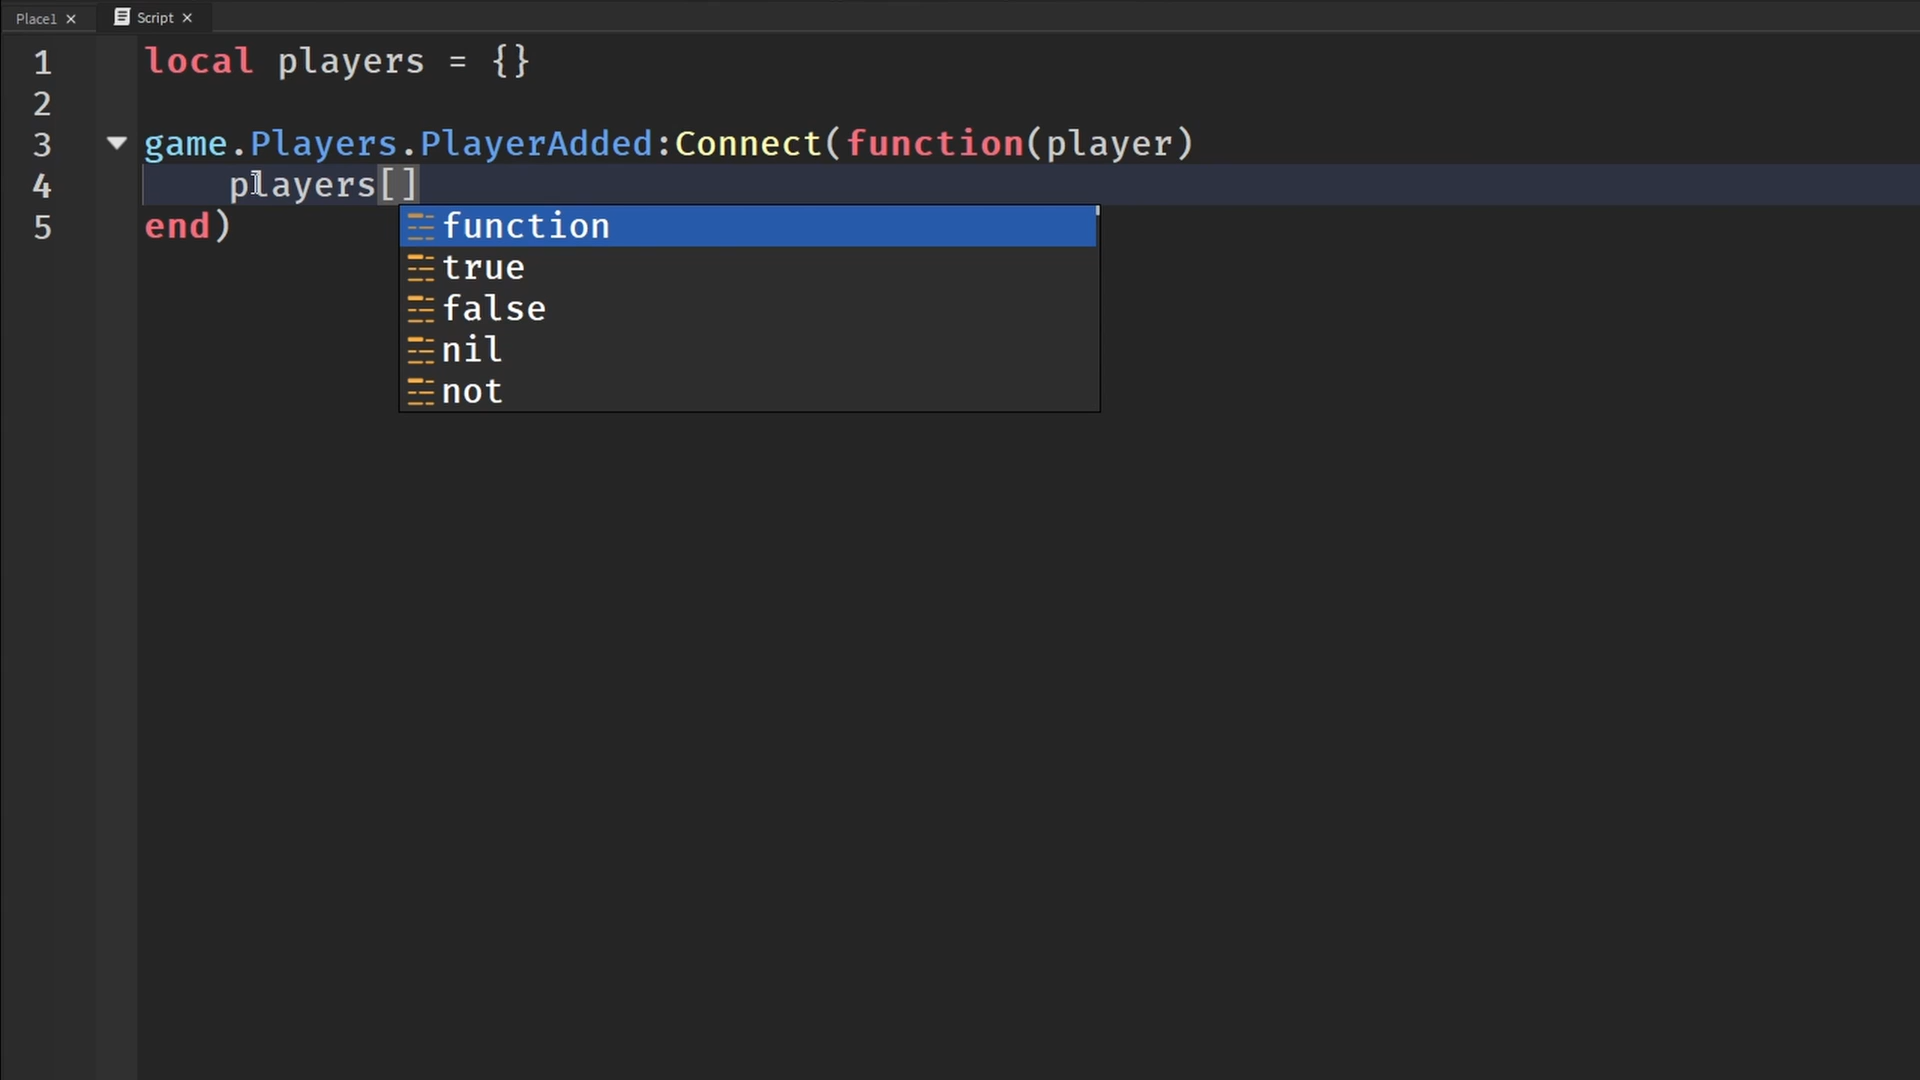 Place1 × Script ×
1 local players = {}
2
3 game.Players.PlayerAdded:Connect(function(player)
4 players[]
5 end)
function
true
false
nil
not